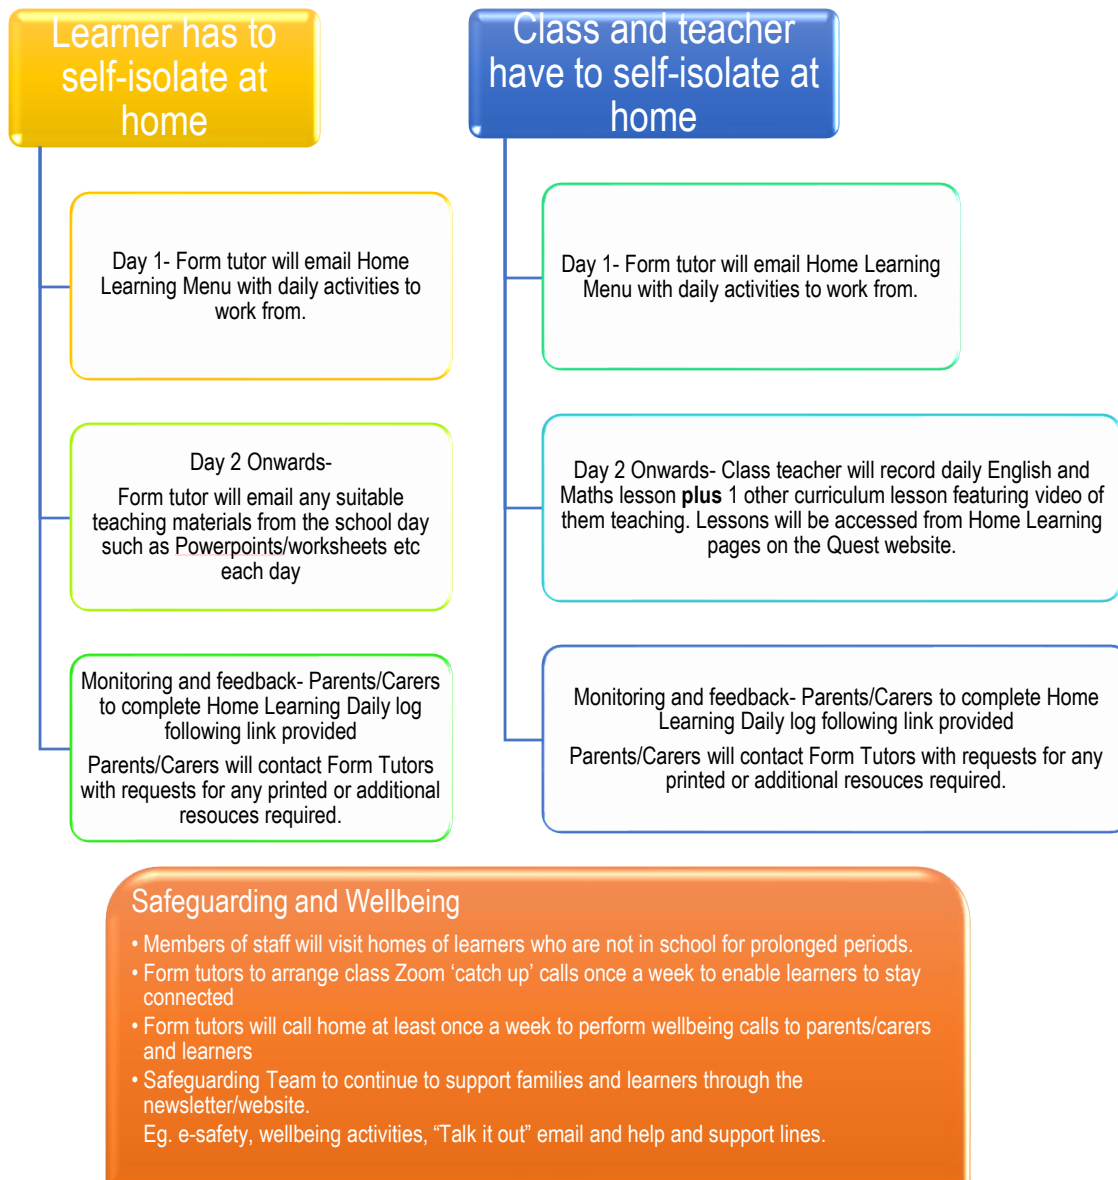 Learner has to
self-isolate at
home
Day 1- Form tutor will email Home
Learning Menu with daily activities to
work from.
Day 2 Onwards-
Form tutor will email any suitable
teaching materials from the school day
such as Powerpoints/worksheets etc
each day
Monitoring and feedback- Parents/Carers
to complete Home Learning Daily log
following link provided
Parents/Carers will contact Form Tutors
with requests for any printed or additional
resouces required.
Class and teacher
have to self-isolate at
home
Day 1- Form tutor will email Home Learning
Menu with daily activities to work from.
Day 2 Onwards- Class teacher will record daily English and
Maths lesson plus 1 other curriculum lesson featuring video of
them teaching. Lessons will be accessed from Home Learning
pages on the Quest website.
Monitoring and feedback- Parents/Carers to complete Home
Learning Daily log following link provided
Parents/Carers will contact Form Tutors with requests for any
printed or additional resouces required.
Safeguarding and Wellbeing
• Members of staff will visit homes of learners who are not in school for prolonged periods.
• Form tutors to arrange class Zoom ‘catch up’ calls once a week to enable learners to stay
connected
• Form tutors will call home at least once a week to perform wellbeing calls to parents/carers
and learners
• Safeguarding Team to continue to support families and learners through the
newsletter/website.
Eg. e-safety, wellbeing activities, “Talk it out” email and help and support lines.